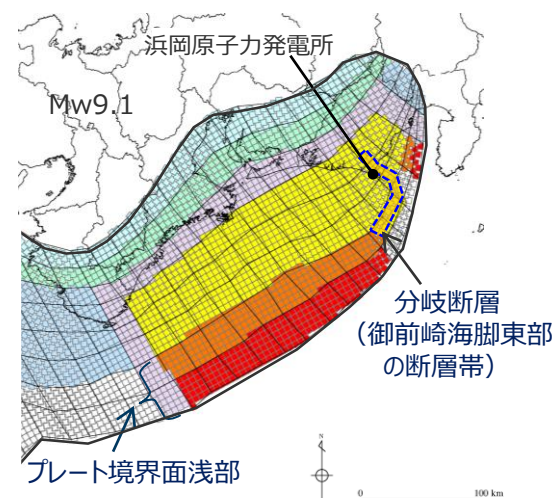 浜岡原子力発電所
Mw9.1
分岐断層
（御前崎海脚東部
の断層帯）
プレート境界面浅部
N
0 100 km